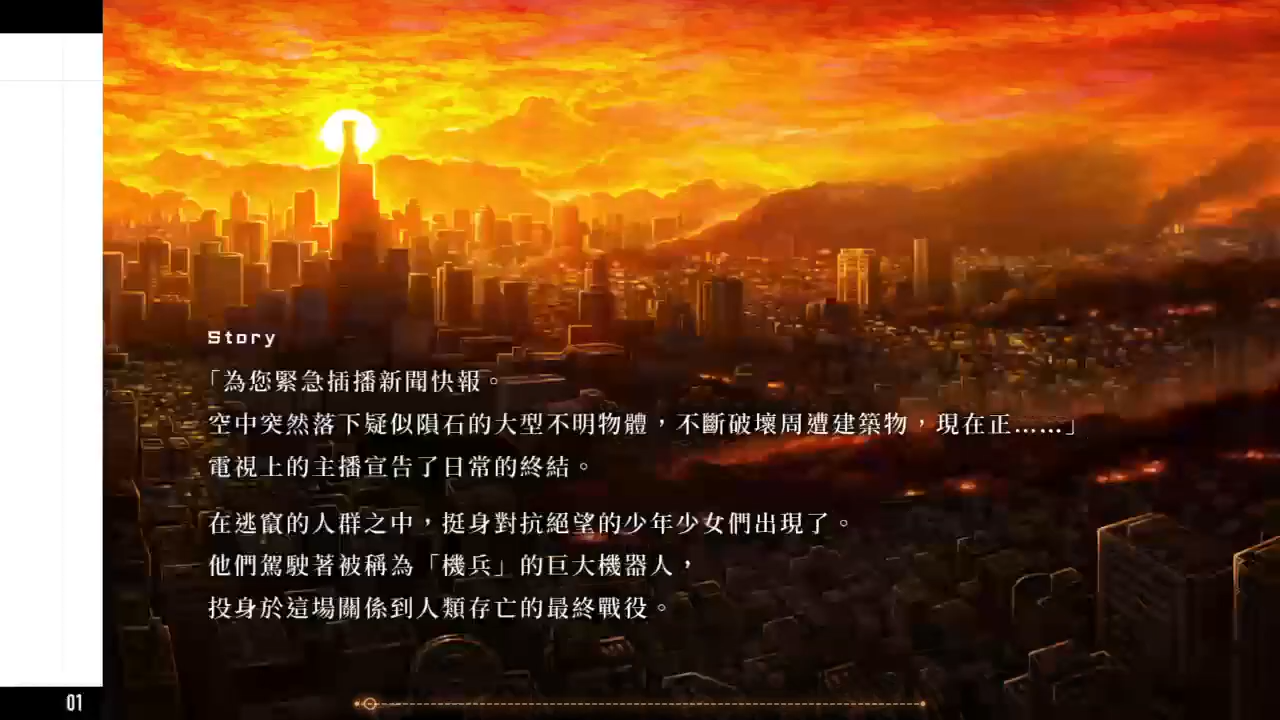 Story
「為您緊急插播新聞快報。
空中突然落下疑似隕石的大型不明物體，不斷破壞周遭建築物，現在正……」
電視上的主播宣告了日常的終結。
在逃竄的人群之中，挺身對抗絕望的少年少女們出現了。
他們駕駛著被稱為「機兵」的巨大機器人，
投身於這場關係到人類存亡的最終戰役。
01